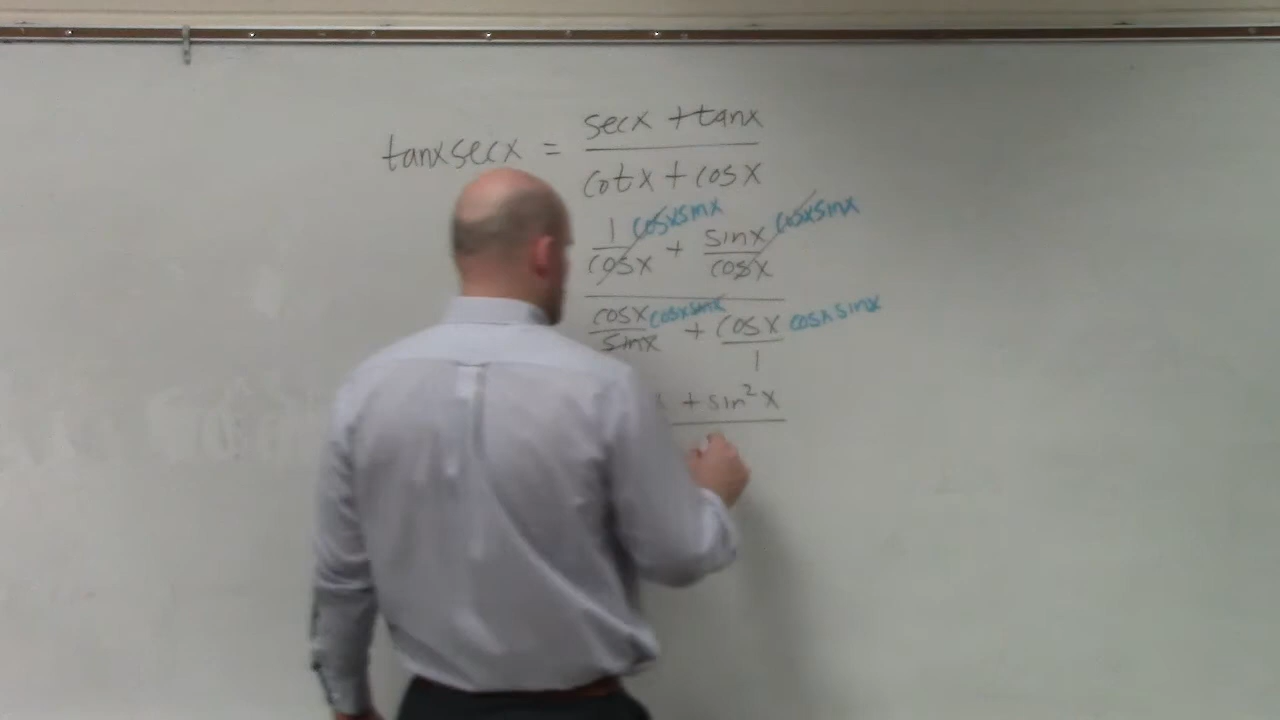 tanxsecx = secx + tanx
cotx + cosx
1 cosxsinx + sinx cosxsinx
cosx cosx
cosx cosxsinx + cosx cosxsinx
sinx 1
x + sin²x